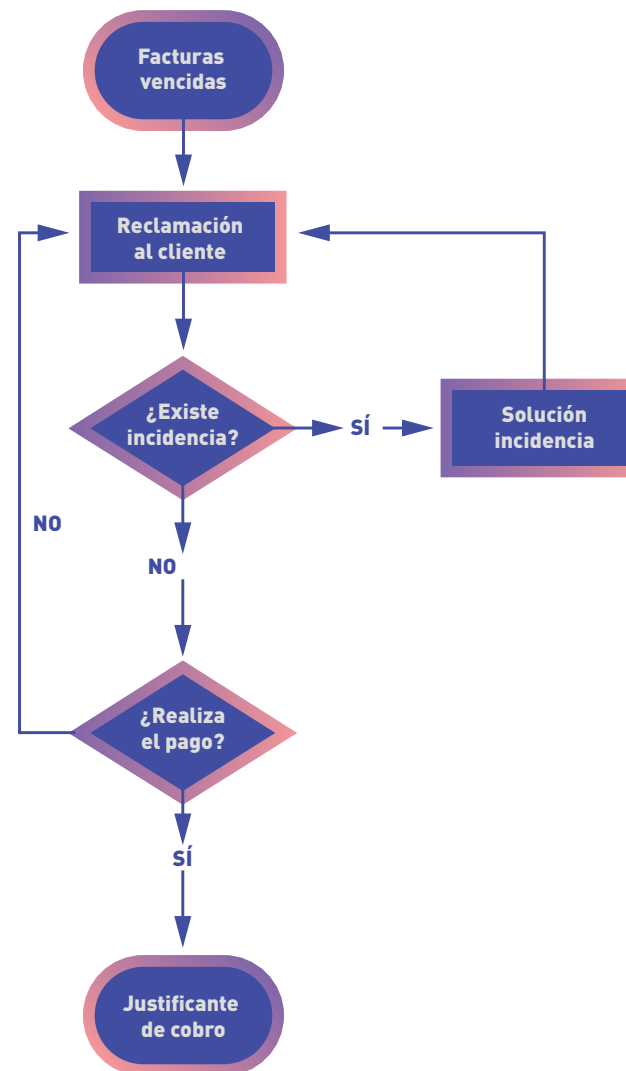 Facturas
vencidas
Reclamación
al cliente
¿Existe
incidencia?
SÍ
Solución
incidencia
NO
NO
¿Realiza
el pago?
SÍ
Justificante
de cobro